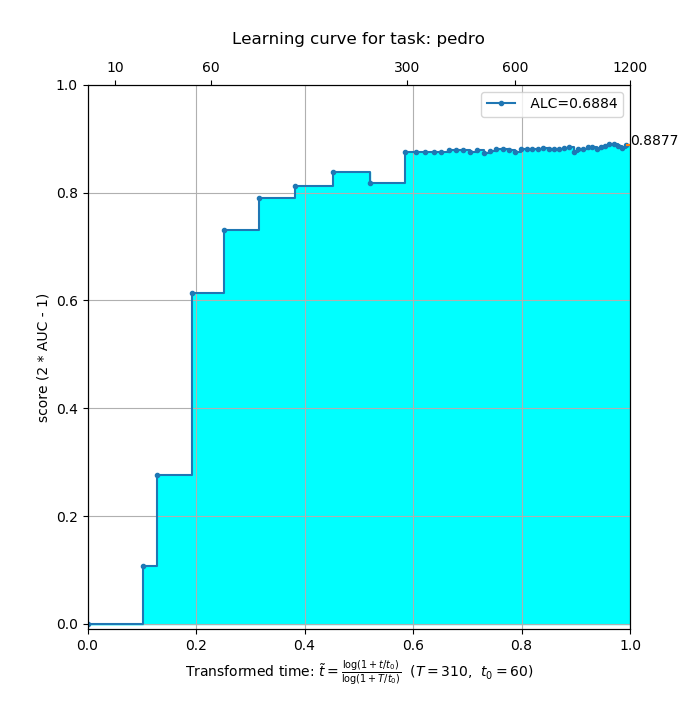 Learning curve for task: pedro
10 60 300 600 1200
1.0
ALC=0.6884
0.8877
0.8
0.6
0.4
0.2
0.0
score (2 * AUC - 1)
0.0 0.2 0.4 0.6 0.8 1.0
Transformed time: t̃ = log(1 + t/t₀) / log(1 + T/t₀) (T = 310, t₀ = 60)